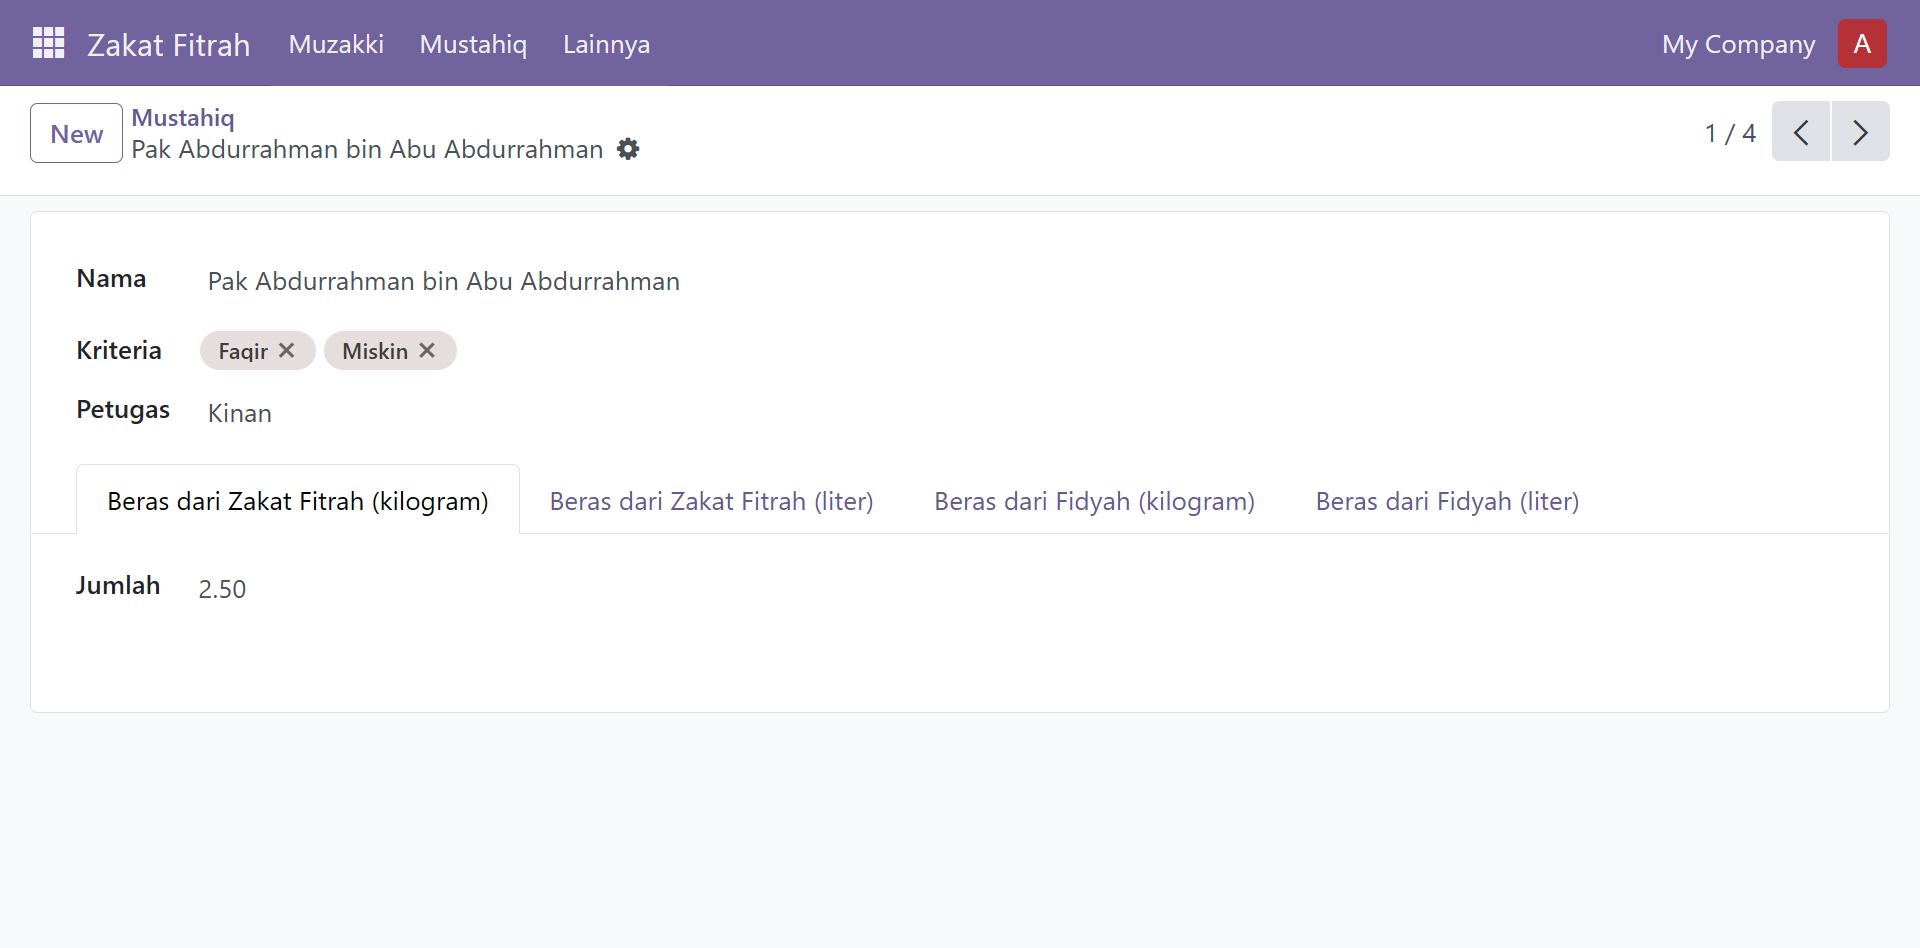 Zakat Fitrah Muzakki Mustahiq Lainnya My Company A
New
Mustahiq
Pak Abdurrahman bin Abu Abdurrahman
1 / 4
Nama Pak Abdurrahman bin Abu Abdurrahman
Kriteria Faqir Miskin
Petugas Kinan
Beras dari Zakat Fitrah (kilogram) Beras dari Zakat Fitrah (liter) Beras dari Fidyah (kilogram) Beras dari Fidyah (liter)
Jumlah 2.50